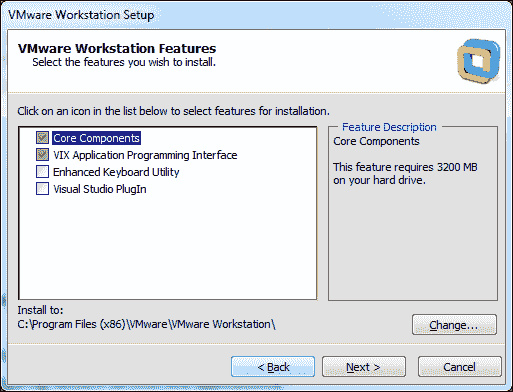 VMware Workstation Setup
VMware Workstation Features
Select the features you wish to install.
Click on an icon in the list below to select features for installation.
Core Components
VIX Application Programming Interface
Enhanced Keyboard Utility
Visual Studio PlugIn
Feature Description
Core Components
This feature requires 3200 MB
on your hard drive.
Install to:
C:\Program Files (x86)\VMware\VMware Workstation\
Change...
< Back
Next >
Cancel